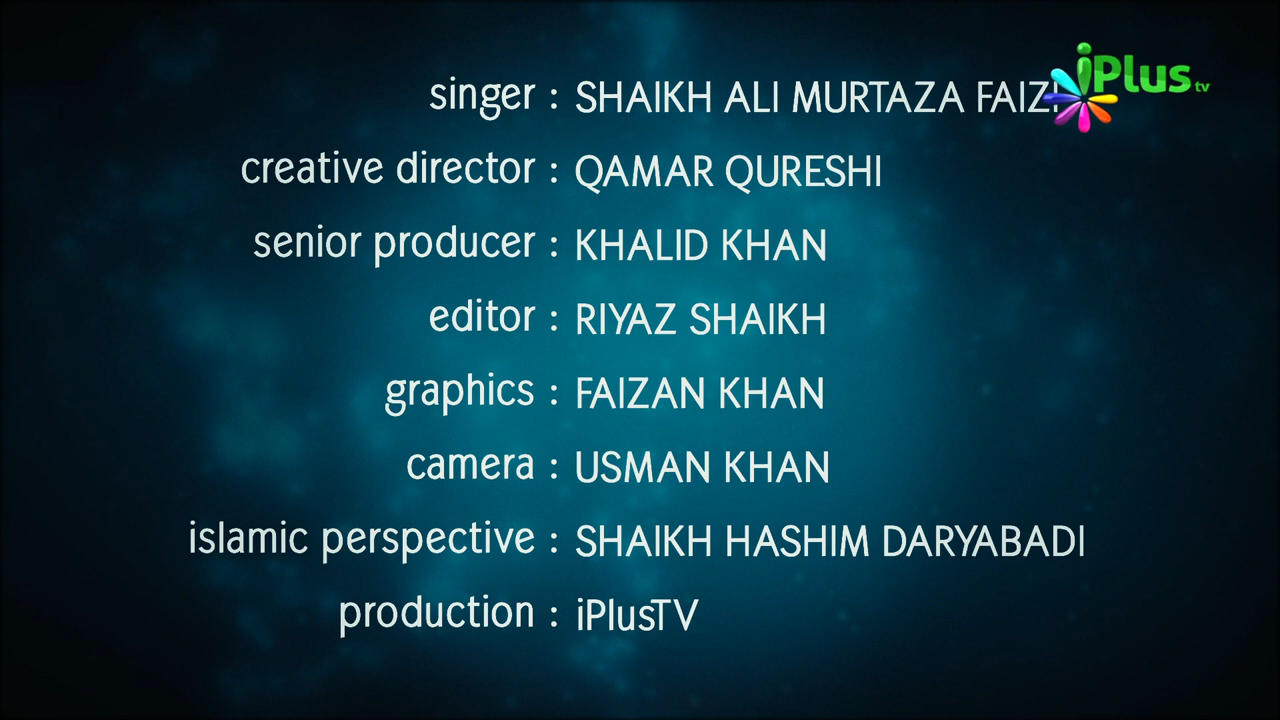 singer : SHAIKH ALI MURTAZA FAIZI
creative director : QAMAR QURESHI
senior producer : KHALID KHAN
editor : RIYAZ SHAIKH
graphics : FAIZAN KHAN
camera : USMAN KHAN
islamic perspective : SHAIKH HASHIM DARYABADI
production : iPlusTV
iPlus tv